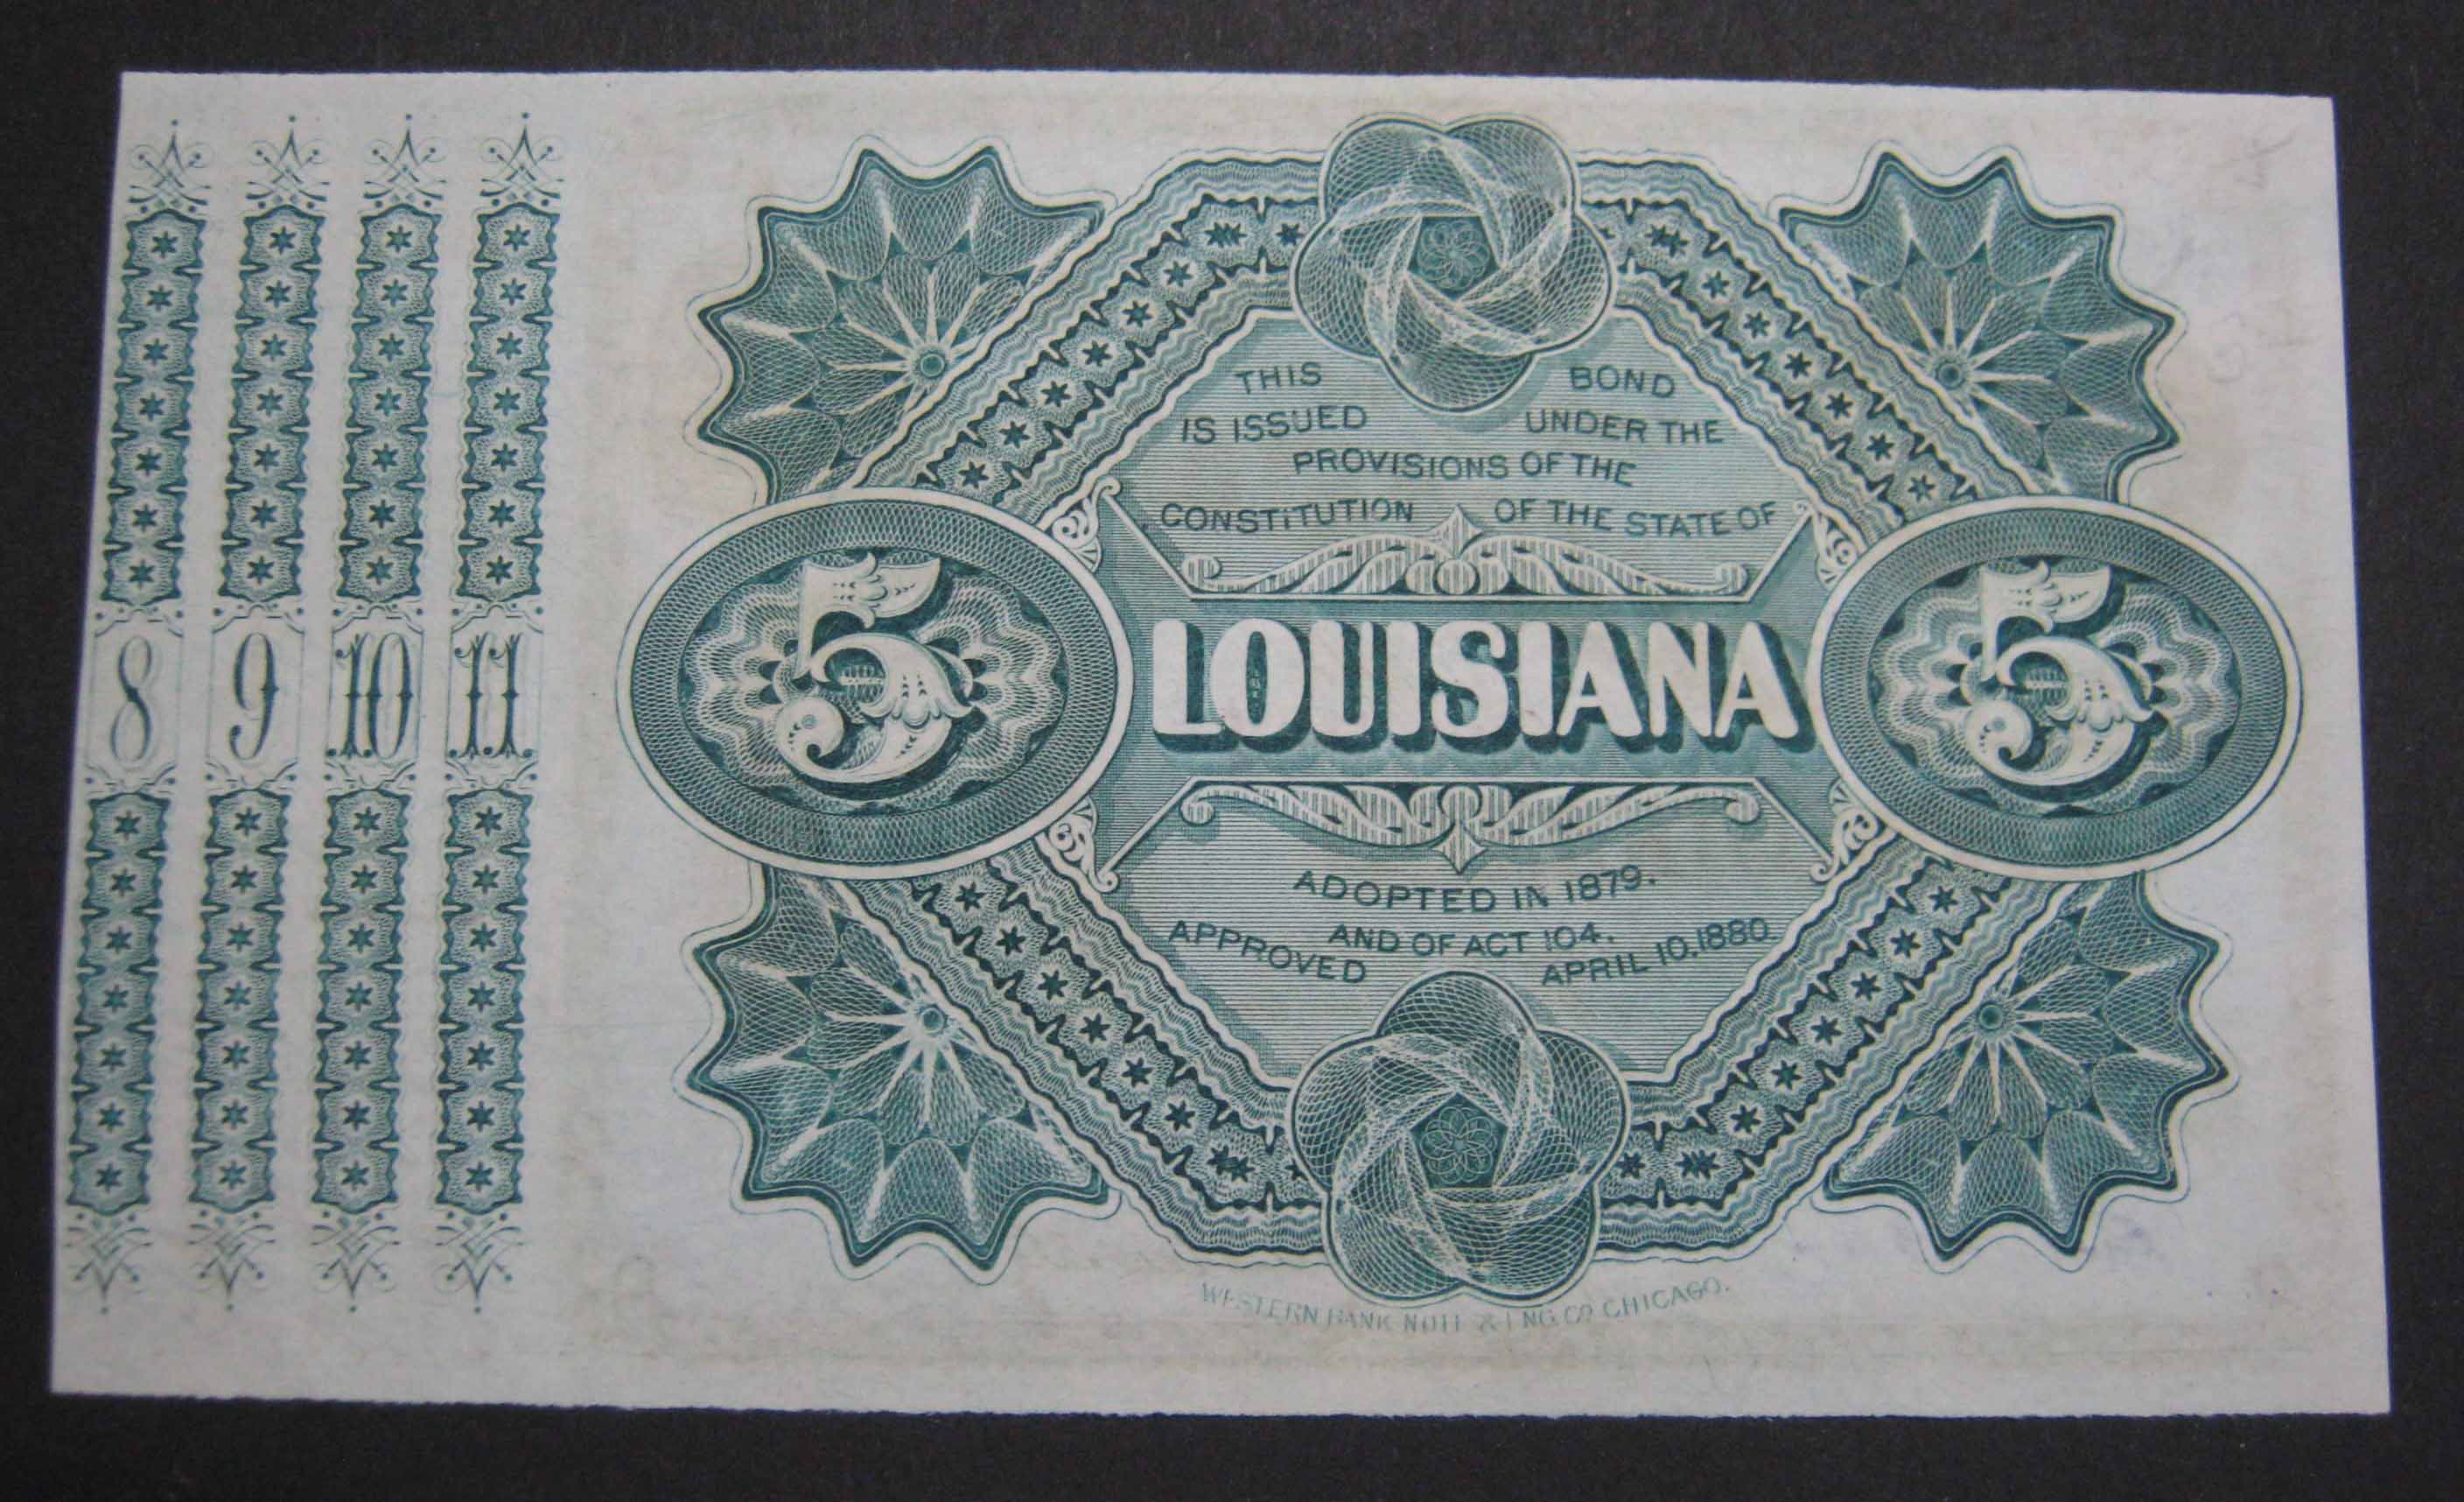 THIS BOND
IS ISSUED UNDER THE
PROVISIONS OF THE
CONSTITUTION OF THE STATE OF
8 9 10 11
5 LOUISIANA 5
ADOPTED IN 1879.
AND OF ACT 104.
APPROVED APRIL 10.1880.
WESTERN BANK NOTE & ENG. CO. CHICAGO.